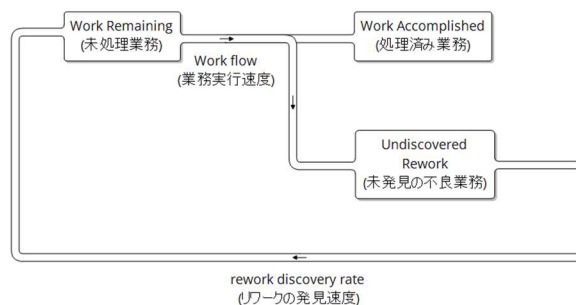 Work Remaining
(未処理業務)
Work Accomplished
(処理済み業務)
Work flow
(業務実行速度)
Undiscovered
Rework
(未発見の不良業務)
rework discovery rate
(リワークの発見速度)